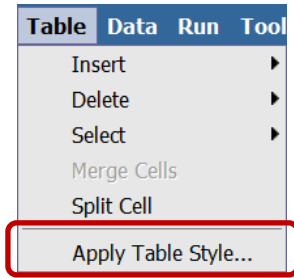 Table Data Run Tool
Insert
Delete
Select
Merge Cells
Split Cell
Apply Table Style...